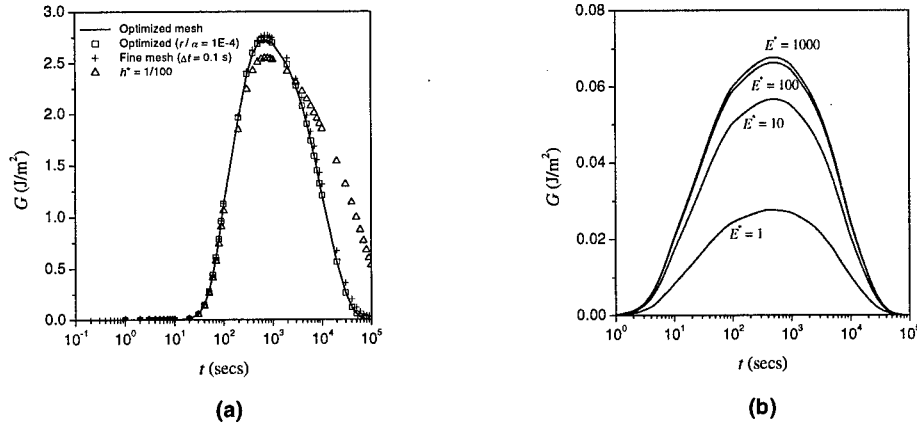 Optimized mesh
Optimized (r/α = 1E-4)
Fine mesh (Δt = 0.1 s)
h* = 1/100
3.0
2.5
2.0
1.5
1.0
0.5
0.0
G (J/m²)
10⁻¹ 10⁰ 10¹ 10² 10³ 10⁴ 10⁵
t (secs)
(a)
0.08
0.06
0.04
0.02
0.00
G (J/m²)
E* = 1000
E* = 100
E* = 10
E* = 1
10⁰ 10¹ 10² 10³ 10⁴ 10⁵
t (secs)
(b)